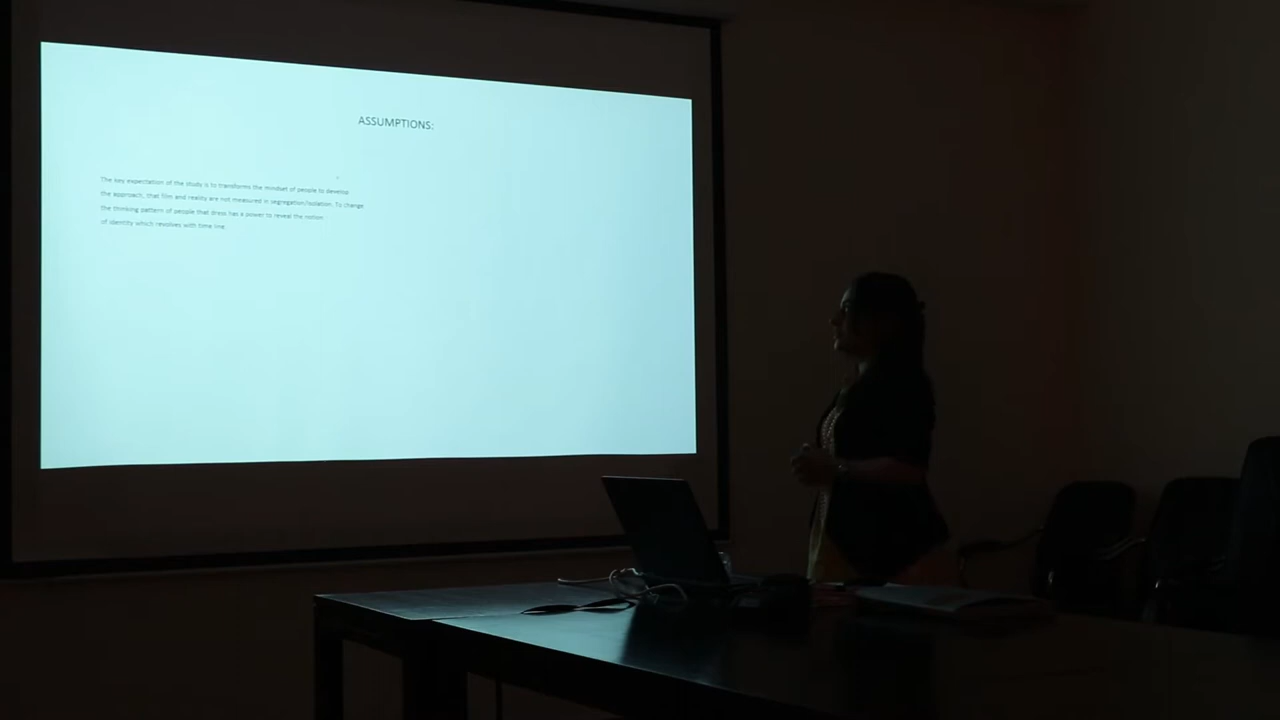 ASSUMPTIONS:
The key expectation of the study is to transforms the mindset of people to develop
the approach, that film and reality are not measured in segregation/isolation. To change
the thinking pattern of people that dress has a power to reveal the notion
of identity which revolves with time line